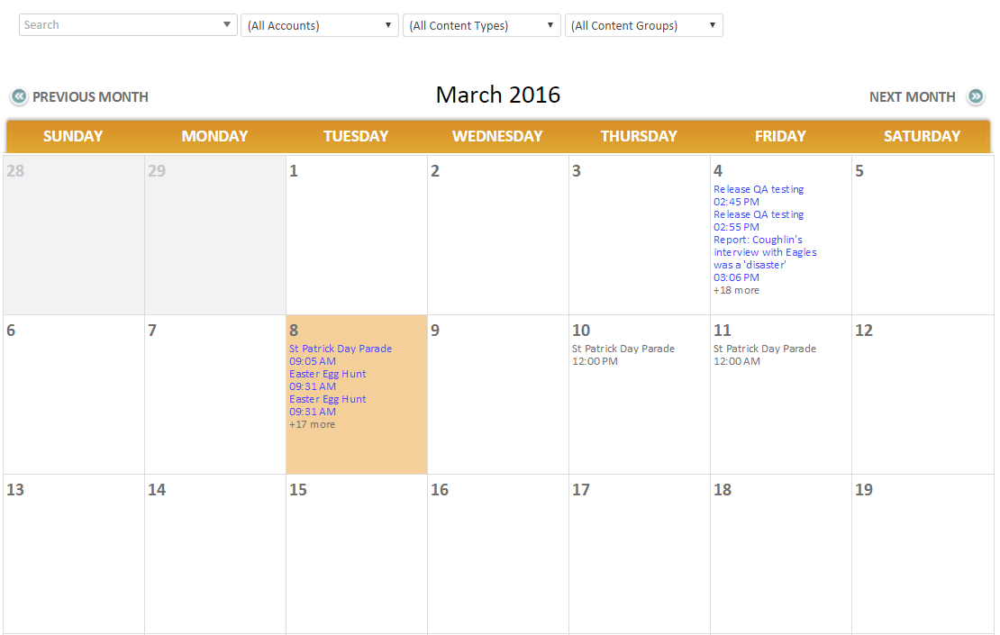 Search (All Accounts) (All Content Types) (All Content Groups)
PREVIOUS MONTH March 2016 NEXT MONTH
SUNDAY MONDAY TUESDAY WEDNESDAY THURSDAY FRIDAY SATURDAY
28 29 1 2 3 4 5
Release QA testing
02:45 PM
Release QA testing
02:55 PM
Report: Coughlin's
interview with Eagles
was a 'disaster'
03:06 PM
+18 more
6 7 8 9 10 11 12
St Patrick Day Parade
09:05 AM
Easter Egg Hunt
09:31 AM
Easter Egg Hunt
09:31 AM
+17 more
St Patrick Day Parade
12:00 PM
St Patrick Day Parade
12:00 AM
13 14 15 16 17 18 19